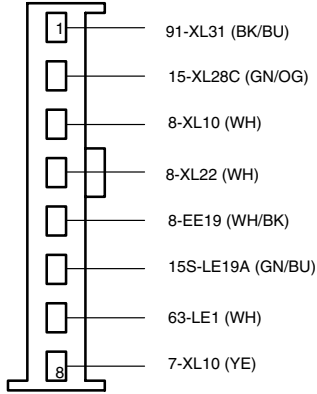 1 91-XL31 (BK/BU)
15-XL28C (GN/OG)
8-XL10 (WH)
8-XL22 (WH)
8-EE19 (WH/BK)
15S-LE19A (GN/BU)
63-LE1 (WH)
8 7-XL10 (YE)